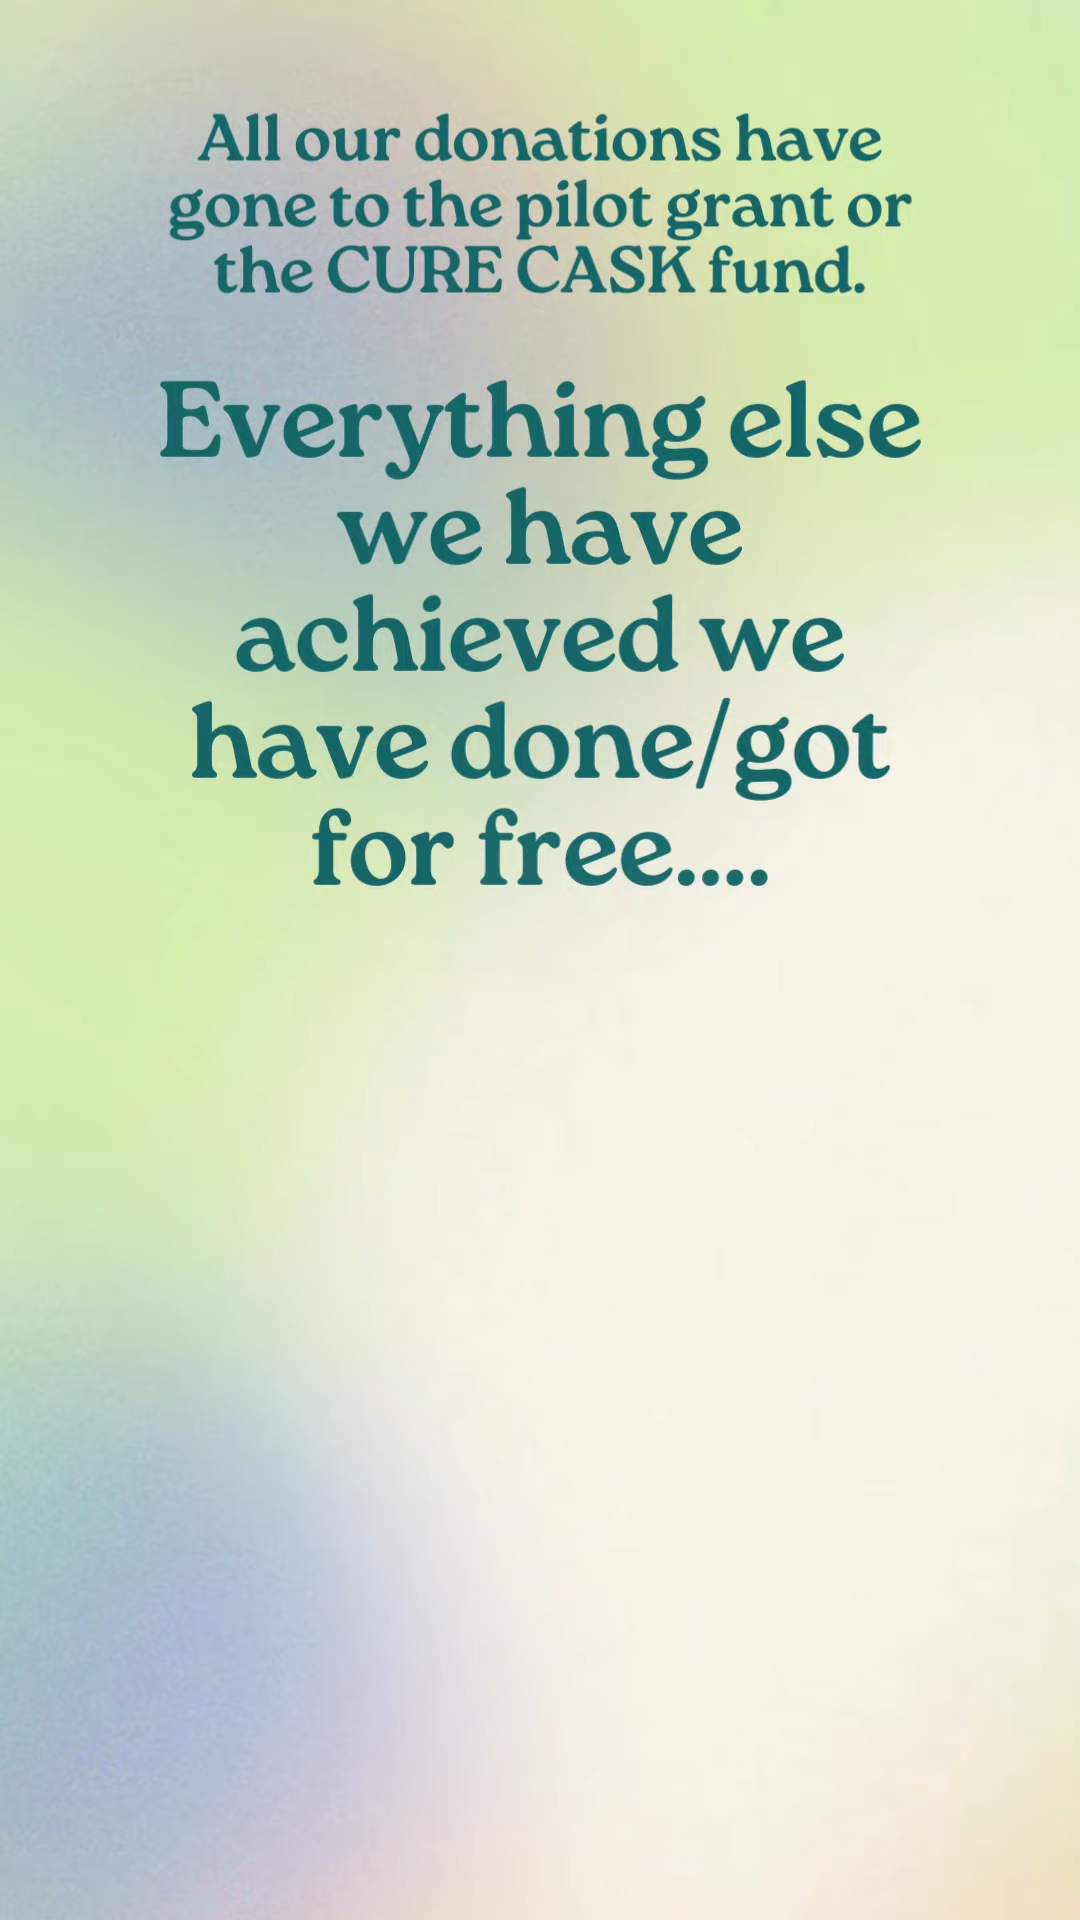 All our donations have
gone to the pilot grant or
the CURE CASK fund.
Everything else
we have
achieved we
have done/got
for free....